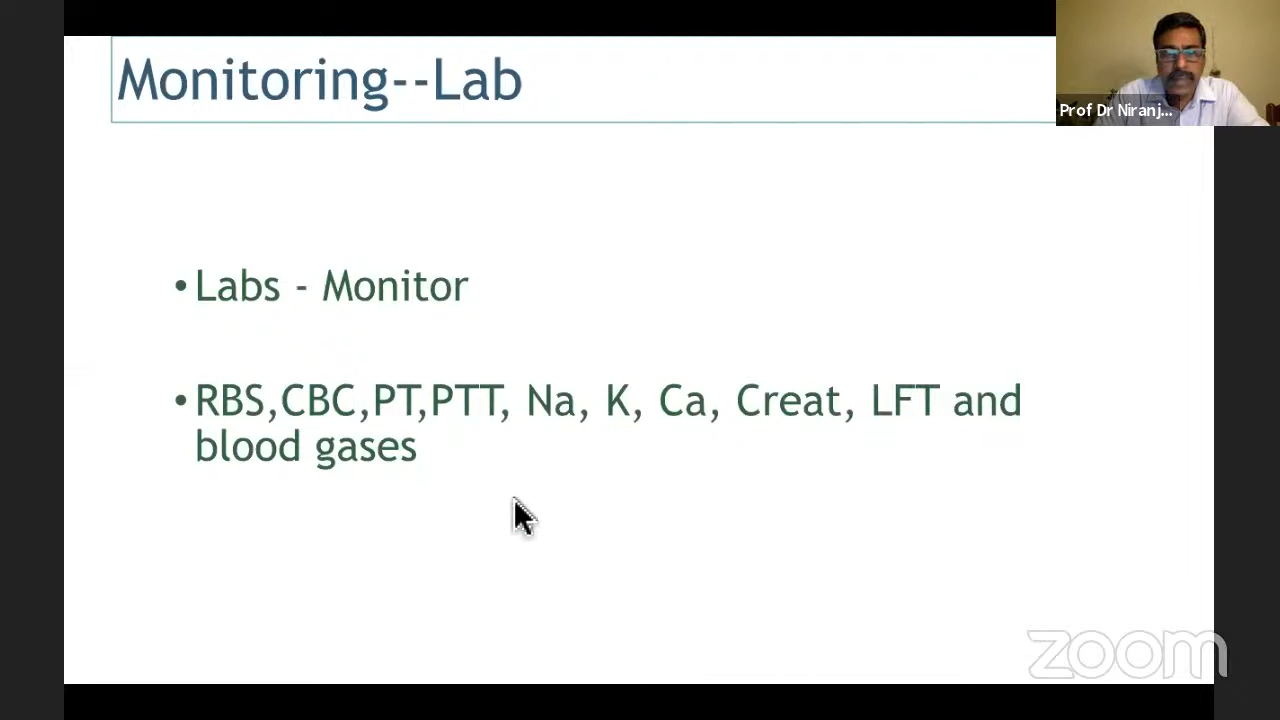 Monitoring--Lab
Prof Dr Niranj...
• Labs - Monitor
• RBS,CBC,PT,PTT, Na, K, Ca, Creat, LFT and
blood gases
zoom